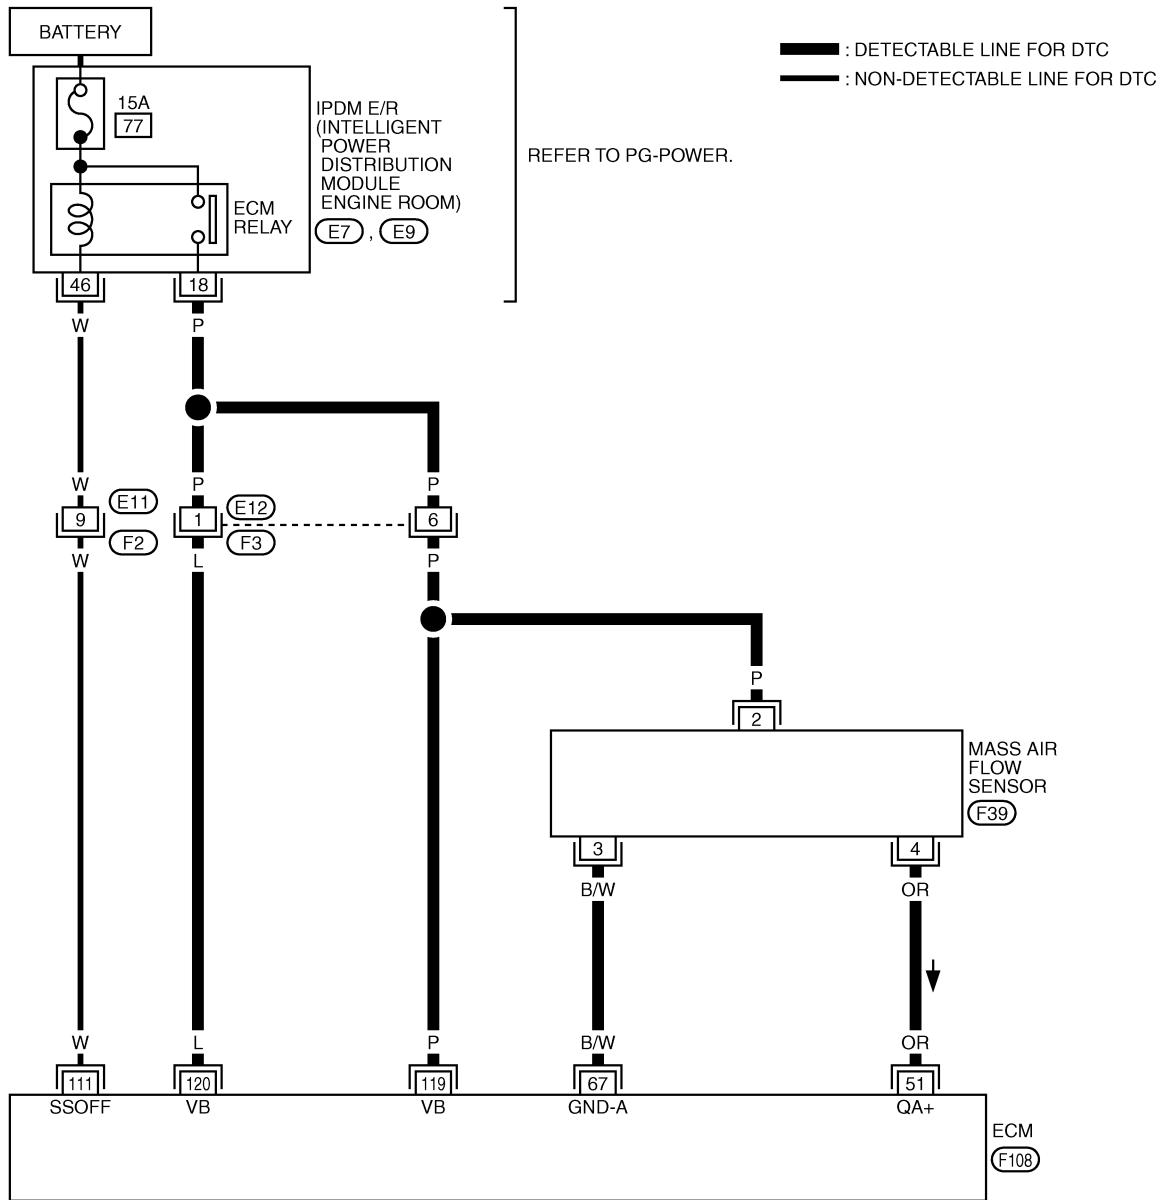 BATTERY
: DETECTABLE LINE FOR DTC
: NON-DETECTABLE LINE FOR DTC
15A
77
IPDM E/R
(INTELLIGENT
POWER
DISTRIBUTION
MODULE
ENGINE ROOM)
E7 , E9
REFER TO PG-POWER.
ECM
RELAY
46
18
W
P
W
P
P
E11
E12
9
1
6
F2
F3
W
L
P
P
2
MASS AIR
FLOW
SENSOR
F39
3
4
B/W
OR
W
L
P
B/W
OR
111
120
119
67
51
SSOFF
VB
VB
GND-A
QA+
ECM
F108